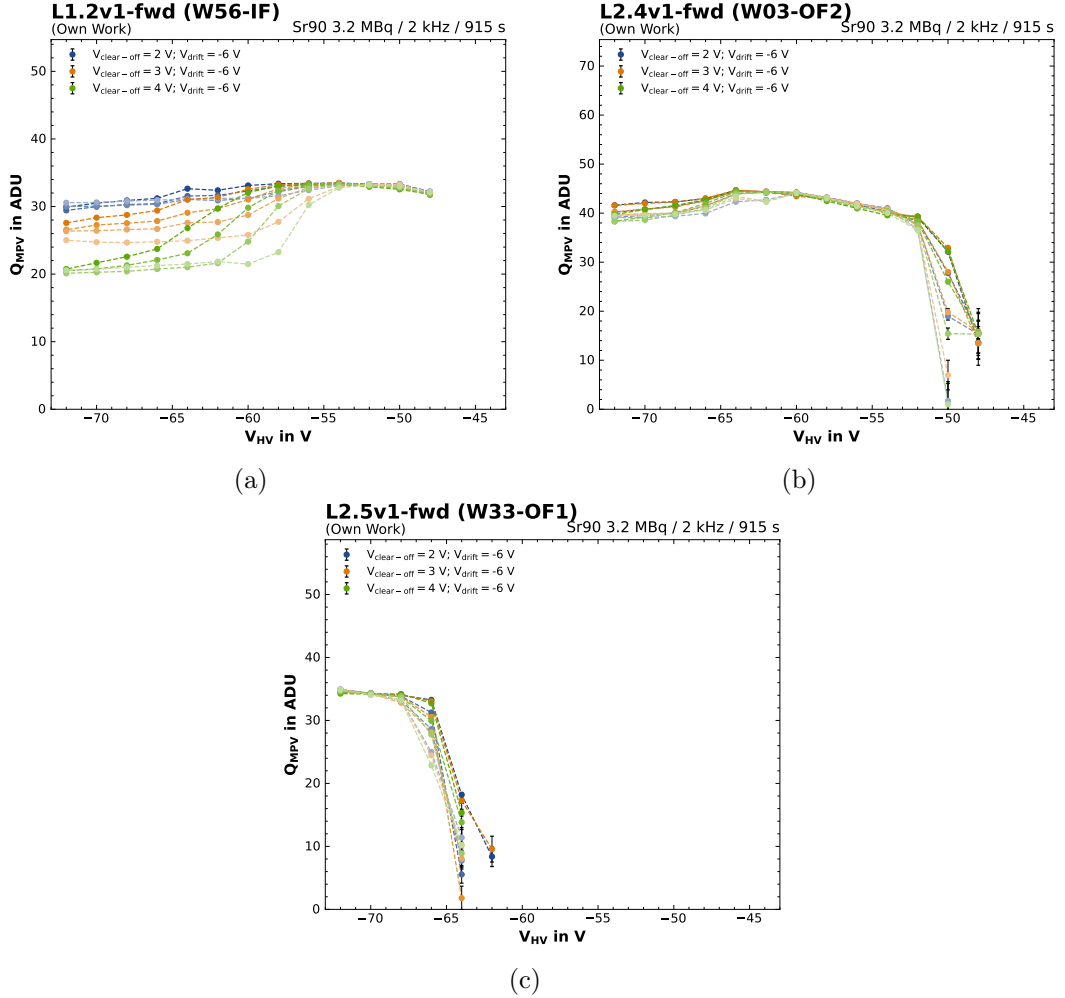 L1.2v1-fwd (W56-IF)
(Own Work)
Sr90 3.2 MBq / 2 kHz / 915 s
V_clear−off = 2 V; V_drift = -6 V
V_clear−off = 3 V; V_drift = -6 V
V_clear−off = 4 V; V_drift = -6 V
50
40
30
20
10
0
Q_MPV in ADU
−70 −65 −60 −55 −50 −45
V_HV in V
(a)
L2.4v1-fwd (W03-OF2)
(Own Work)
Sr90 3.2 MBq / 2 kHz / 915 s
V_clear−off = 2 V; V_drift = -6 V
V_clear−off = 3 V; V_drift = -6 V
V_clear−off = 4 V; V_drift = -6 V
70
60
50
40
30
20
10
0
Q_MPV in ADU
−70 −65 −60 −55 −50 −45
V_HV in V
(b)
L2.5v1-fwd (W33-OF1)
(Own Work)
Sr90 3.2 MBq / 2 kHz / 915 s
V_clear−off = 2 V; V_drift = -6 V
V_clear−off = 3 V; V_drift = -6 V
V_clear−off = 4 V; V_drift = -6 V
50
40
30
20
10
0
Q_MPV in ADU
−70 −65 −60 −55 −50 −45
V_HV in V
(c)